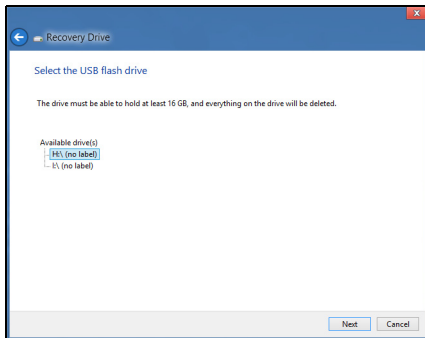 Recovery Drive
Select the USB flash drive
The drive must be able to hold at least 16 GB, and everything on the drive will be deleted.
Available drive(s)
H:\ (no label)
I:\ (no label)
Next Cancel